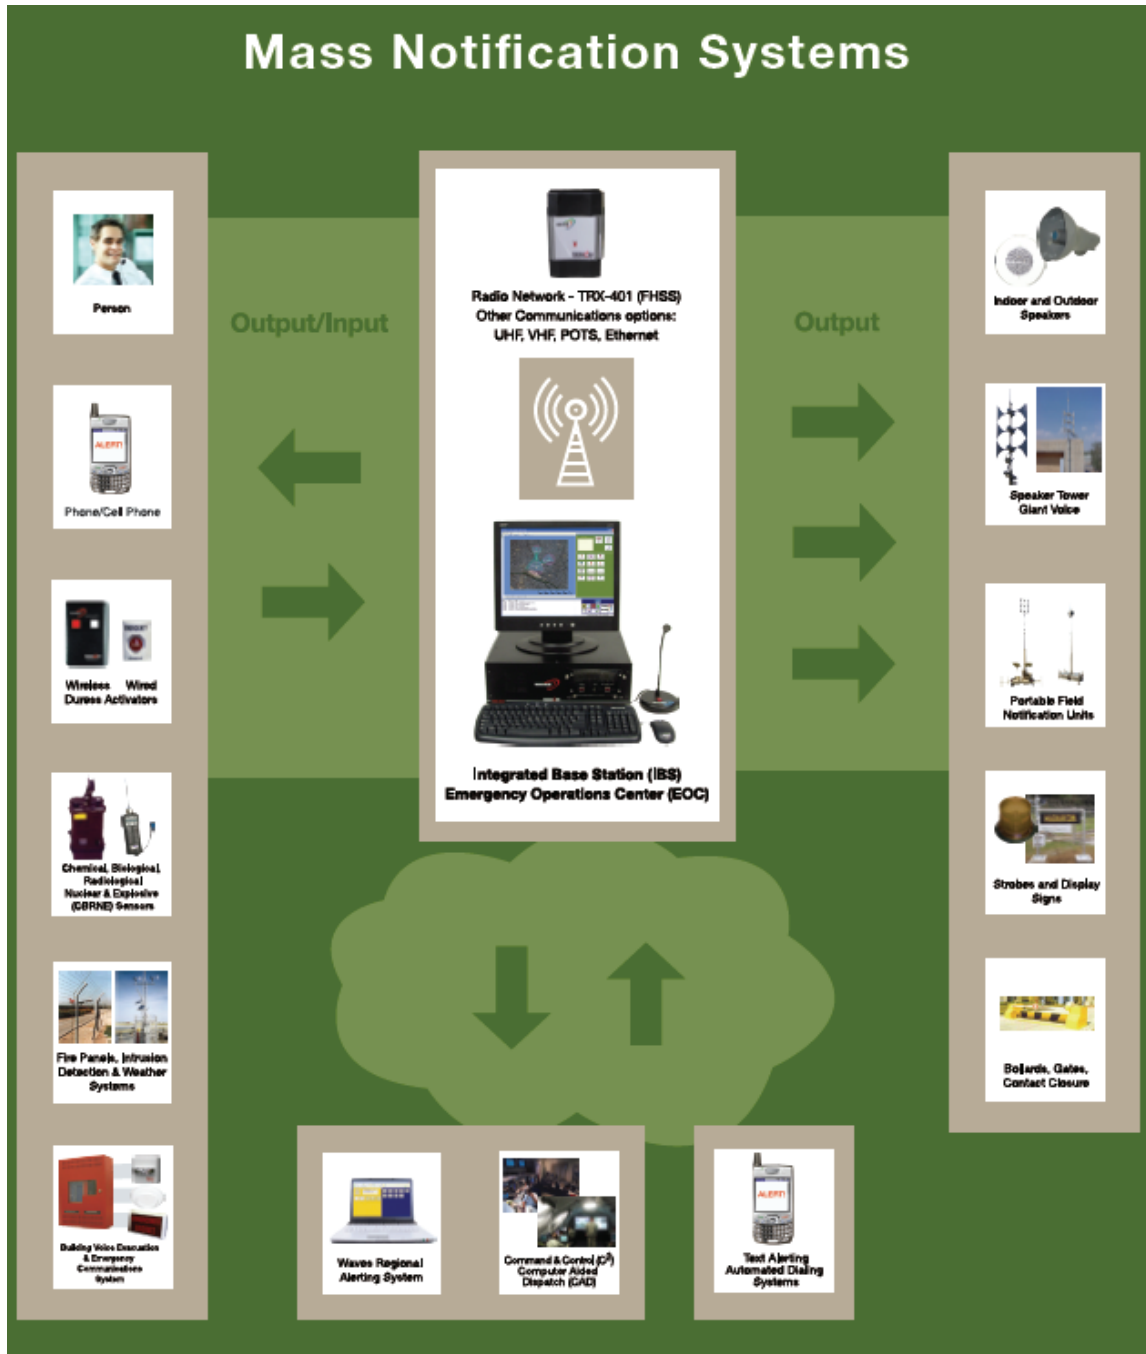 Mass Notification Systems
Person
Phone/Cell Phone
Wireless Wired
Duress Activators
Chemical, Biological,
Radiological
Nuclear & Explosive
(CBRNE) Sensors
Fire Panels, Intrusion
Detection & Weather
Systems
Building Voice Evacuation
& Emergency
Communications
System
Output/Input
Radio Network - TRX-401 (FHSS)
Other Communications options:
UHF, VHF, POTS, Ethernet
Integrated Base Station (IBS)
Emergency Operations Center (EOC)
Output
Indoor and Outdoor
Speakers
Speaker Tower
Giant Voice
Portable Field
Notification Units
Strobes and Display
Signs
Bollards, Gates,
Contact Closure
Waves Regional
Alerting System
Command & Control (C²)
Computer Aided
Dispatch (CAD)
ALERT!
Text Alerting
Automated Dialing
Systems
ALERT!